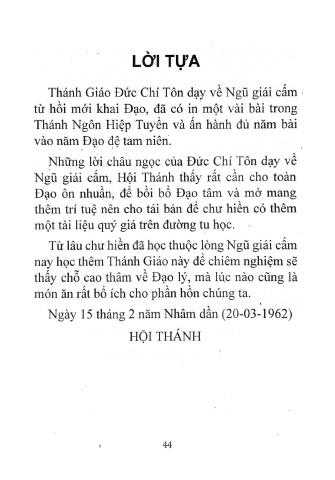 LỜI TỰA
Thánh Giáo Đức Chí Tôn dạy về Ngũ giái cấm
từ hồi mới khai Đạo, đã có in một vài bài trong
Thánh Ngôn Hiệp Tuyển và ấn hành đủ năm bài
vào năm Đạo đệ tam niên.
Những lời châu ngọc của Đức Chí Tôn dạy về
Ngũ giái cấm, Hội Thánh thấy rất cần cho toàn
Đạo ôn nhuần, để bồi bổ Đạo tâm và mở mang
thêm trí tuệ nên cho tái bản để chư hiền có thêm
một tài liệu quý giá trên đường tu học.
Từ lâu chư hiền đã học thuộc lòng Ngũ giái cấm
nay học thêm Thánh Giáo này để chiêm nghiệm sẽ
thấy chỗ cao thâm về Đạo lý, mà lúc nào cũng là
món ăn rất bổ ích cho phần hồn chúng ta.
Ngày 15 tháng 2 năm Nhâm dần (20-03-1962)
HỘI THÁNH
44